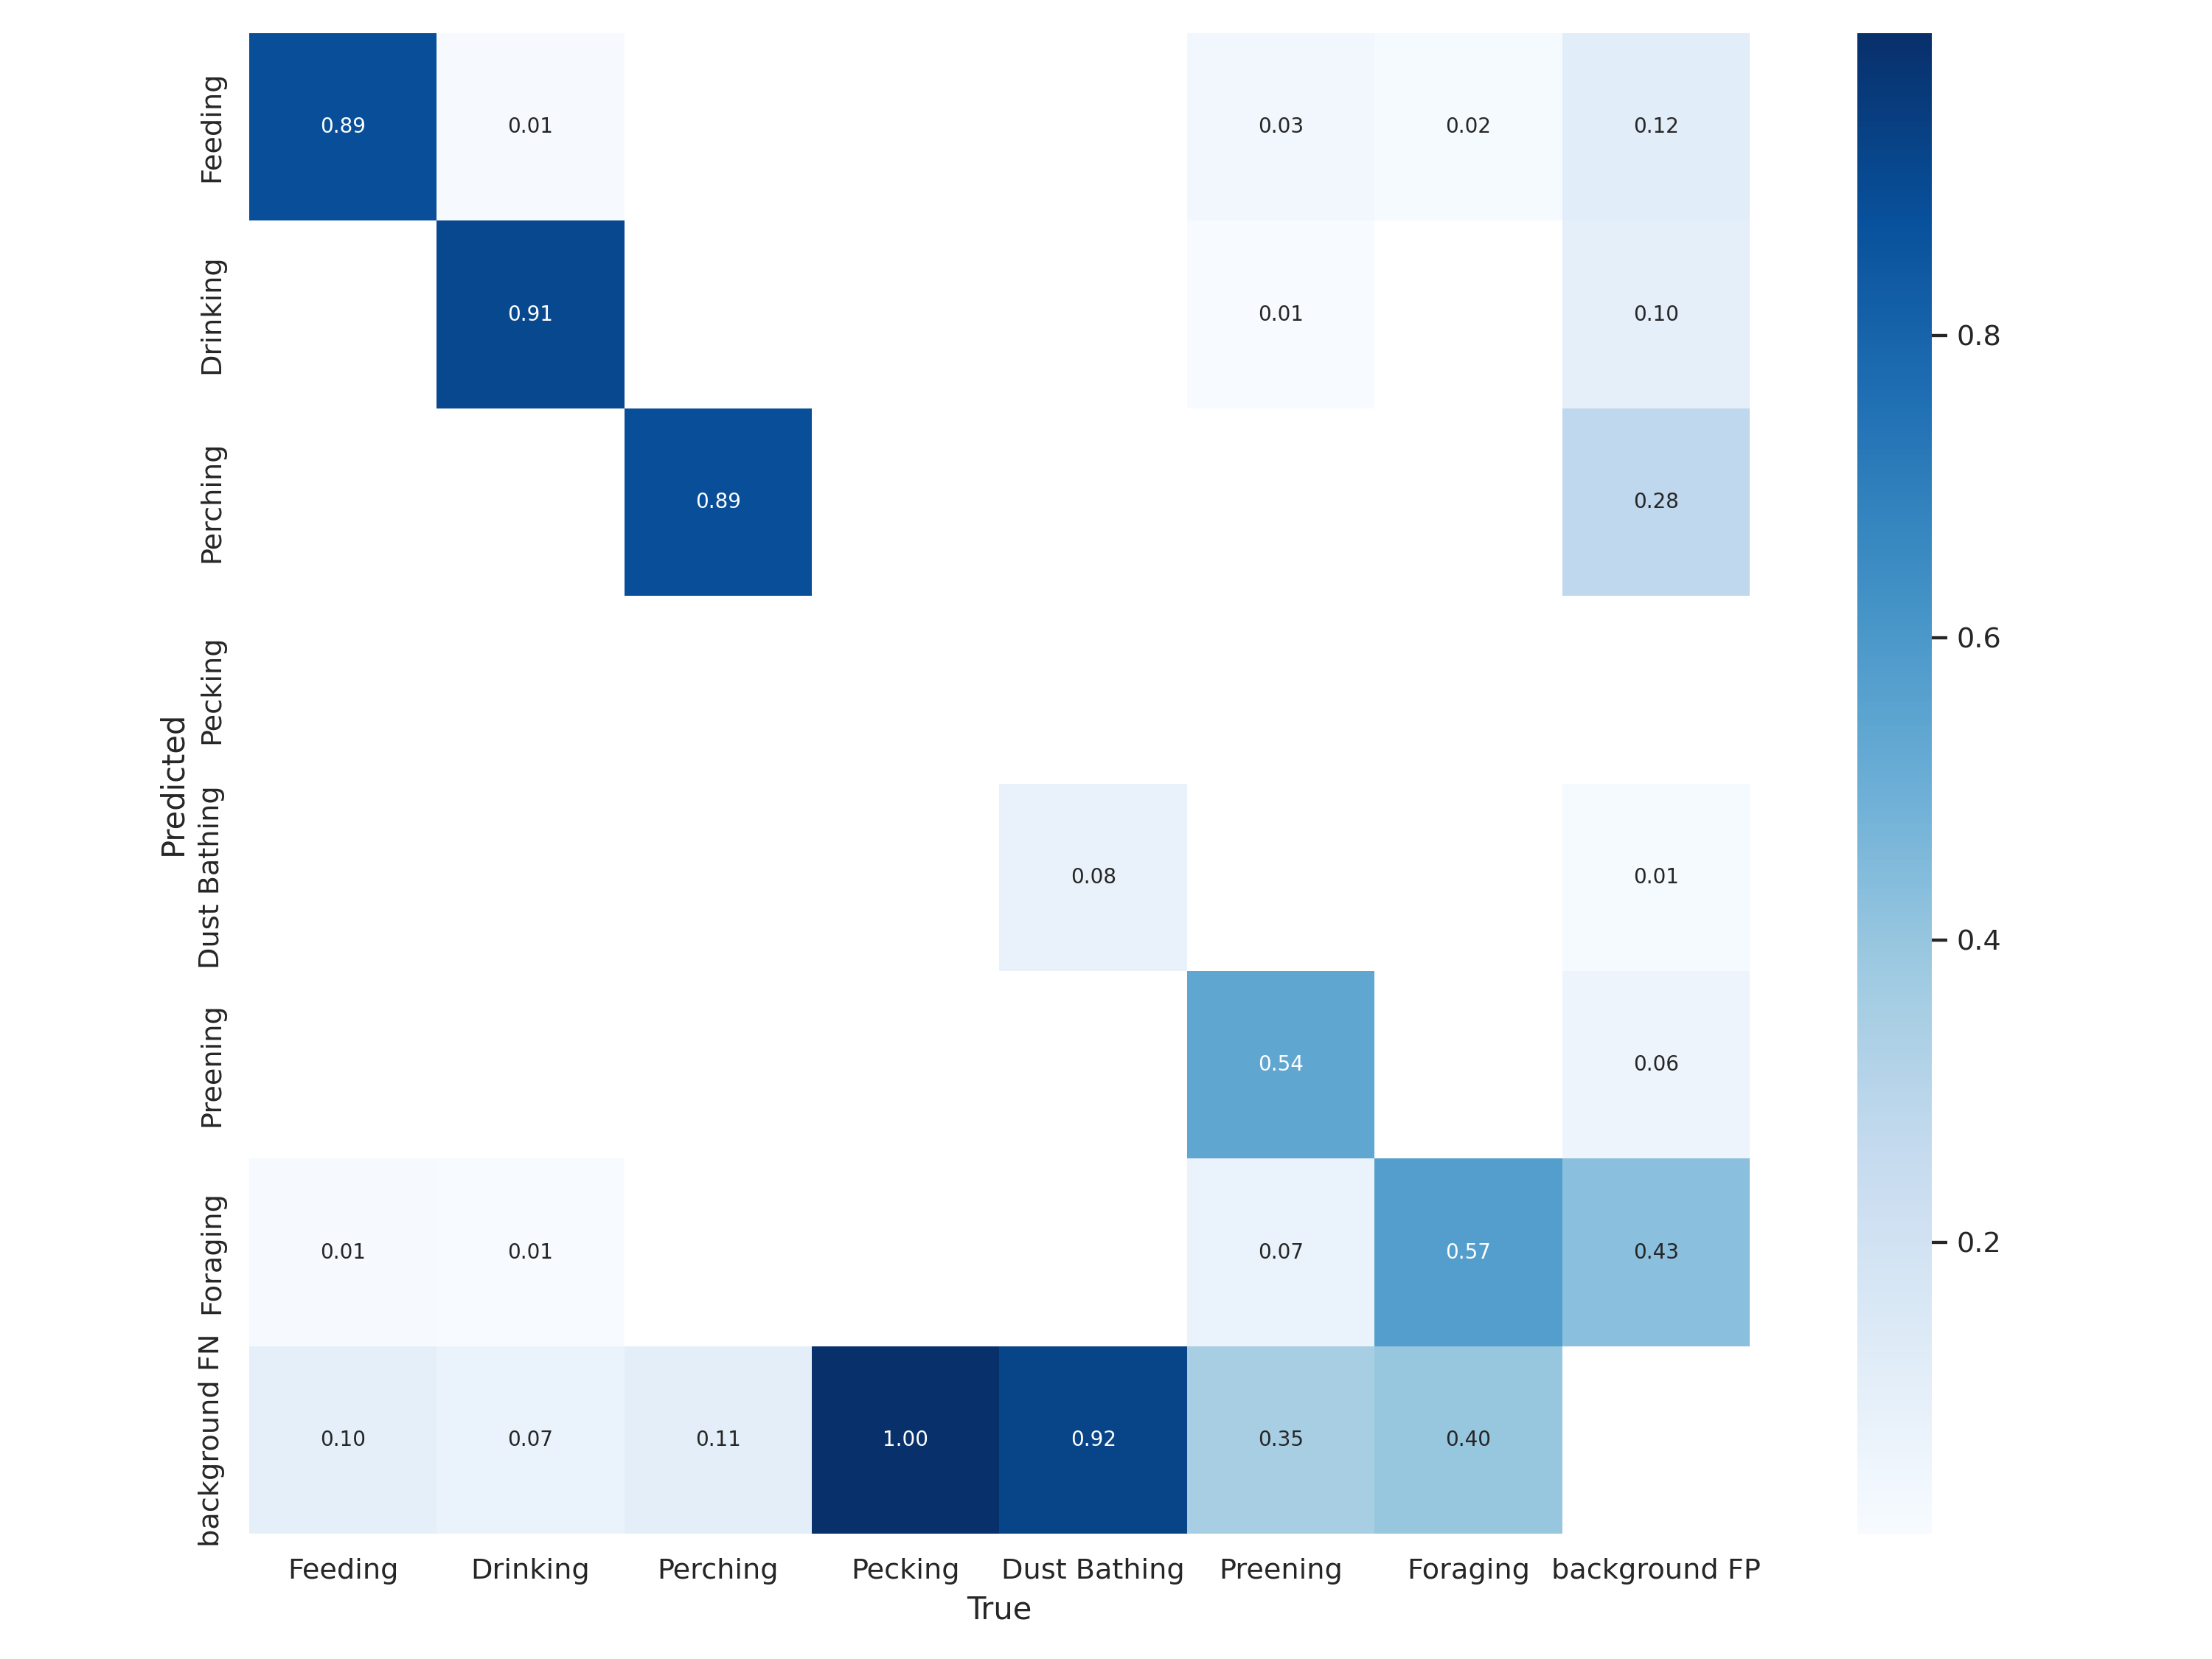 Predicted
Feeding 0.89 0.01 0.03 0.02 0.12
Drinking 0.91 0.01 0.10
Perching 0.89 0.28
Pecking
Dust Bathing 0.08 0.01
Preening 0.54 0.06
Foraging 0.01 0.01 0.07 0.57 0.43
background FN 0.10 0.07 0.11 1.00 0.92 0.35 0.40
Feeding Drinking Perching Pecking Dust Bathing Preening Foraging background FP
True
0.8
0.6
0.4
0.2